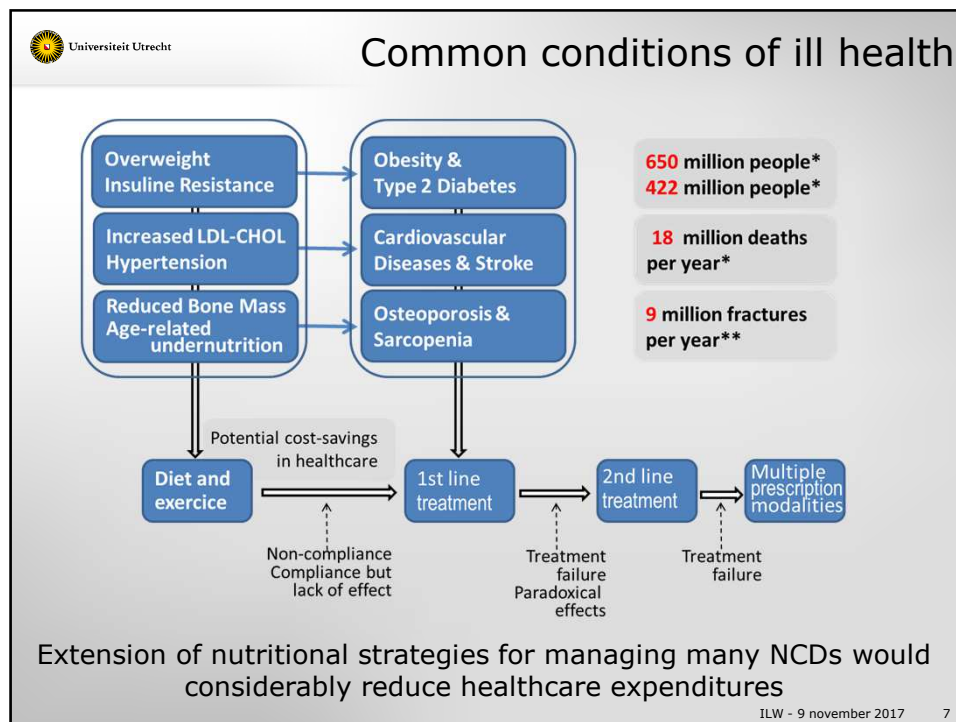 Universiteit Utrecht
Common conditions of ill health
Overweight
Insuline Resistance
Obesity &
Type 2 Diabetes
650 million people*
422 million people*
Increased LDL-CHOL
Hypertension
Cardiovascular
Diseases & Stroke
18 million deaths
per year*
Reduced Bone Mass
Age-related
undernutrition
Osteoporosis &
Sarcopenia
9 million fractures
per year**
Potential cost-savings
in healthcare
Diet and
exercice
1st line
treatment
2nd line
treatment
Multiple
prescription
modalities
Non-compliance
Compliance but
lack of effect
Treatment
failure
Paradoxical
effects
Treatment
failure
Extension of nutritional strategies for managing many NCDs would
considerably reduce healthcare expenditures
ILW - 9 november 2017 7